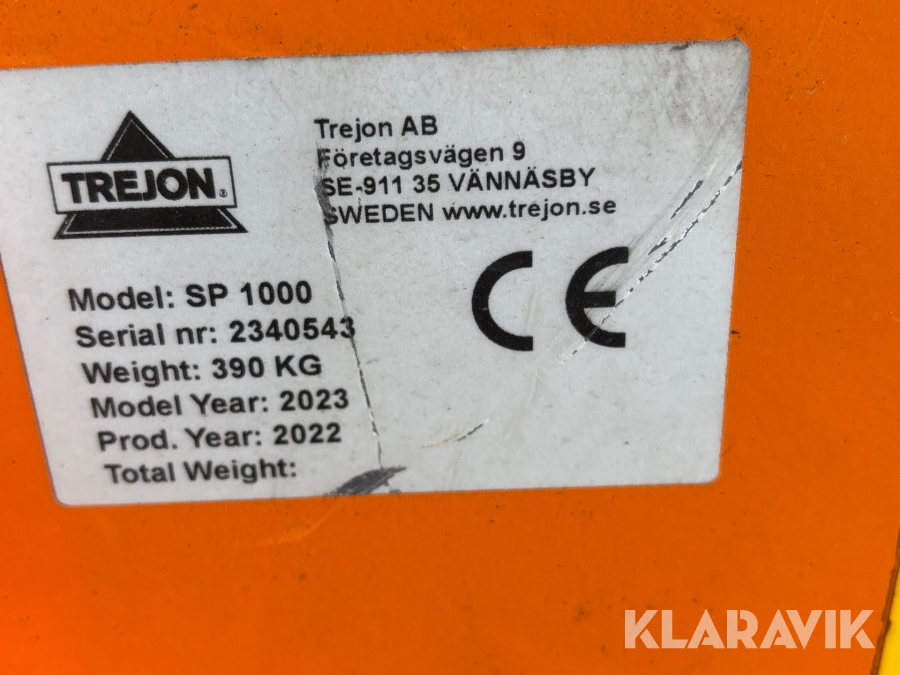 TREJON®
Trejon AB
Företagsvägen 9
SE-911 35 VÄNNÄSBY
SWEDEN www.trejon.se
CE
Model: SP 1000
Serial nr: 2340543
Weight: 390 KG
Model Year: 2023
Prod. Year: 2022
Total Weight:
KLARAVIK